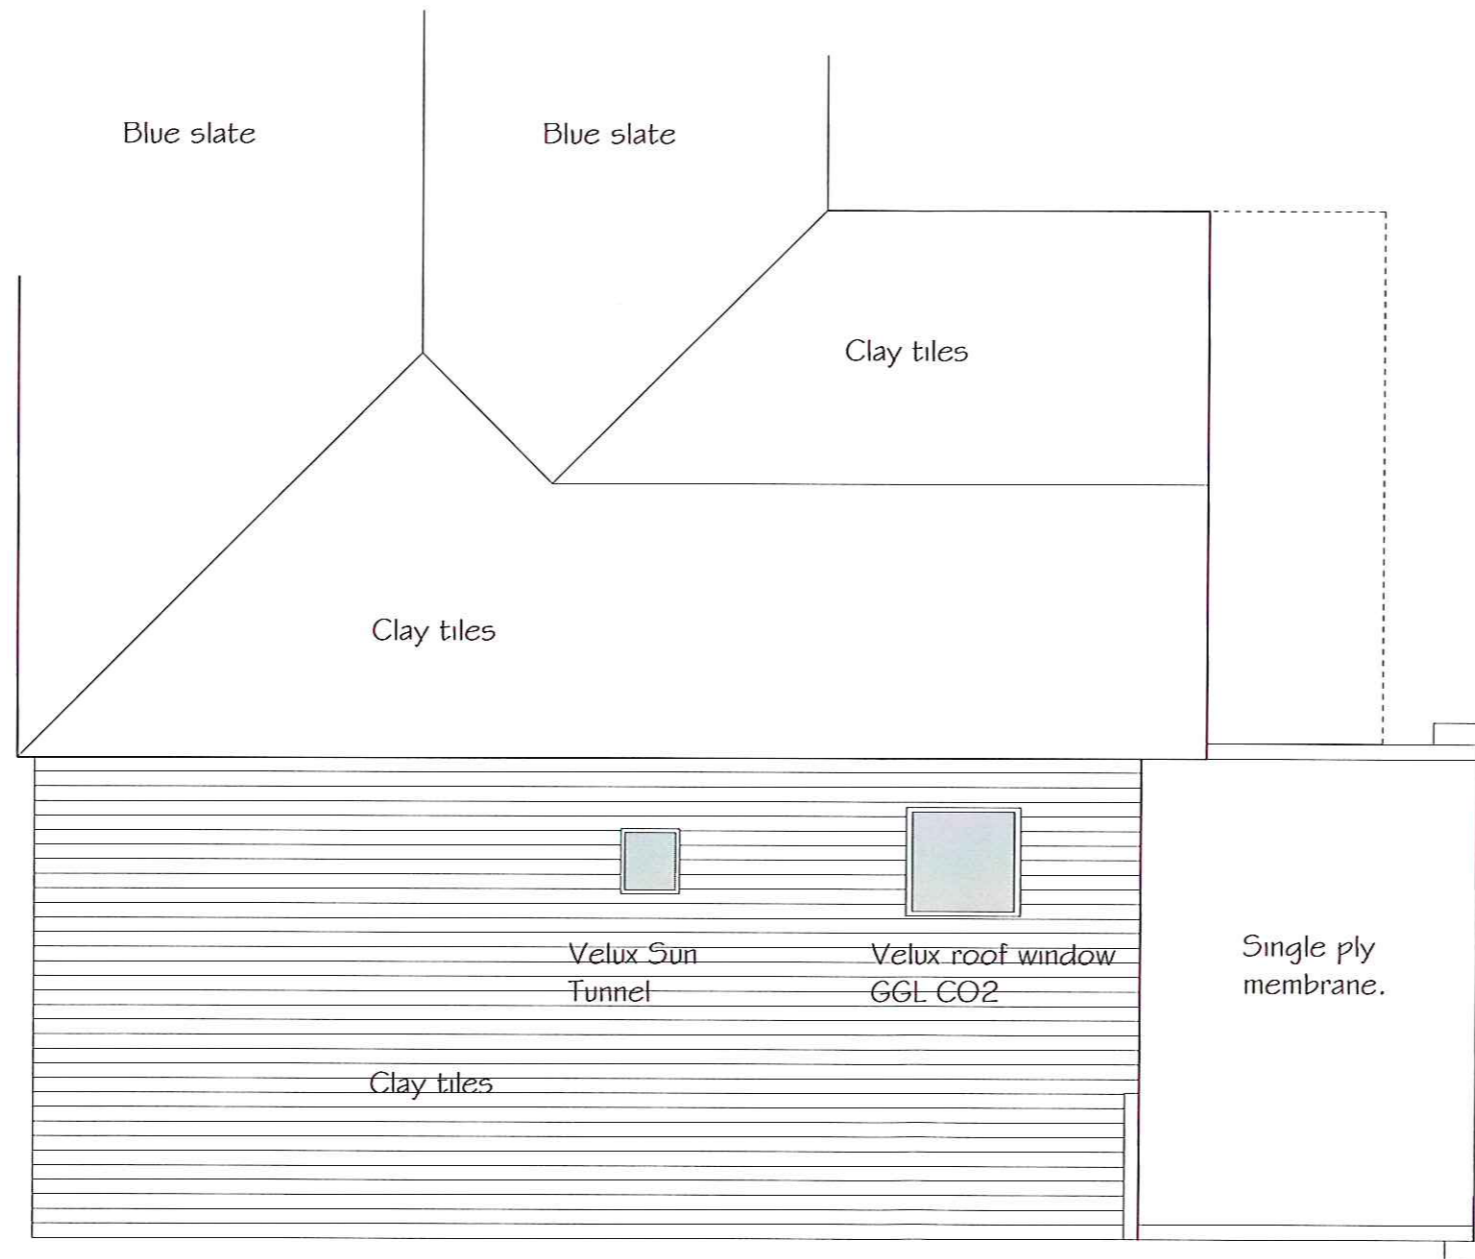 Blue slate
Blue slate
Clay tiles
Clay tiles
Velux Sun
Tunnel
Velux roof window
GGL CO2
Single ply
membrane.
Clay tiles